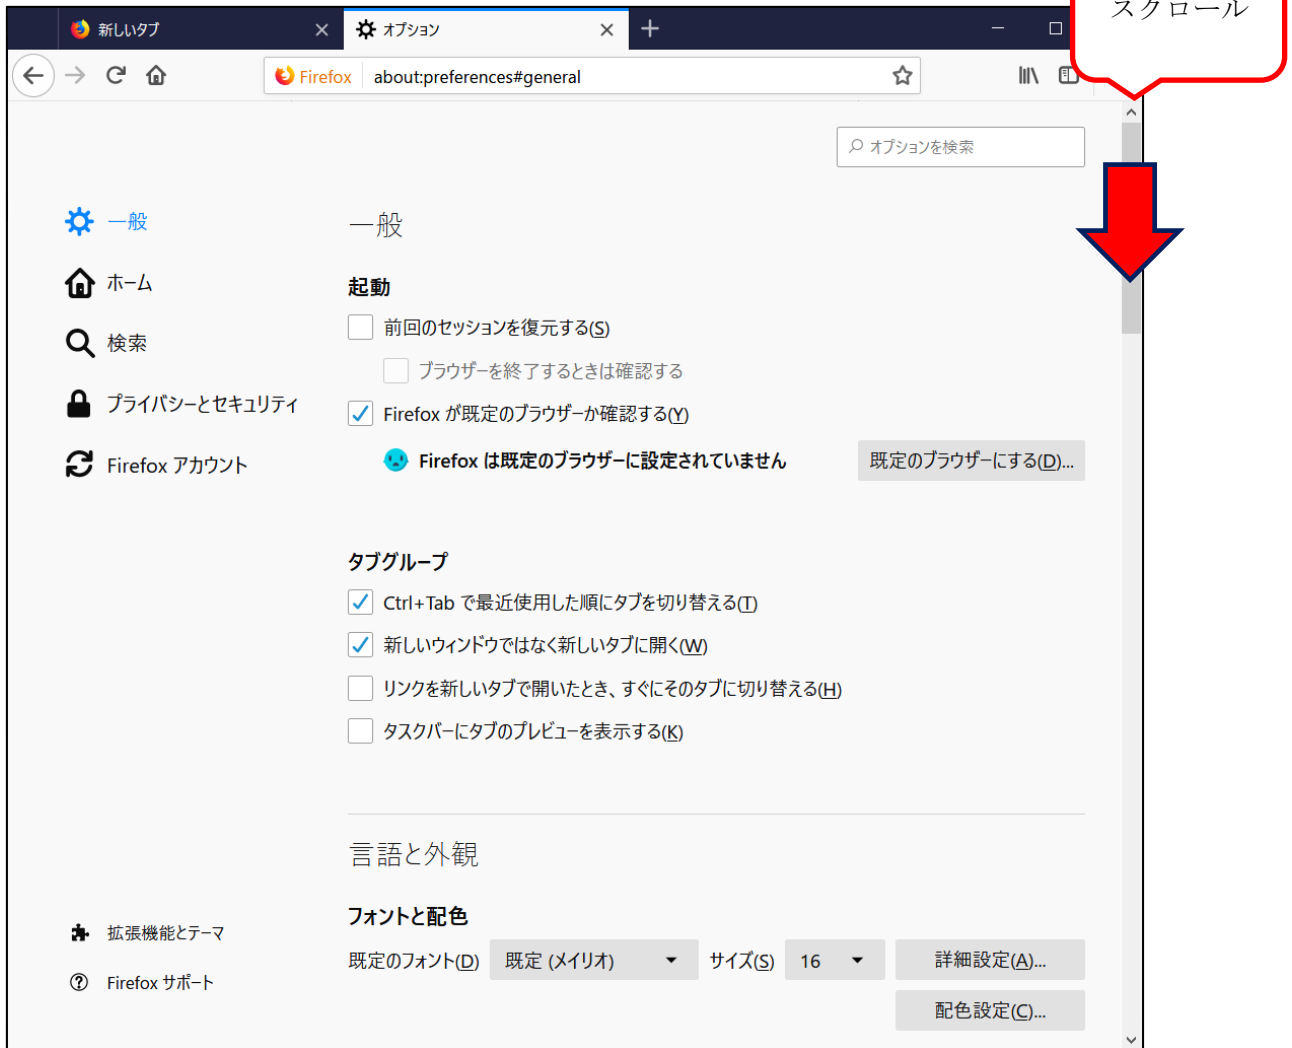 スクロール
新しいタブ
オプション
Firefox
about:preferences#general
オプションを検索
一般
ホーム
検索
プライバシーとセキュリティ
Firefox アカウント
拡張機能とテーマ
Firefox サポート
一般
起動
前回のセッションを復元する(S)
ブラウザーを終了するときは確認する
Firefox が既定のブラウザーか確認する(Y)
Firefox は既定のブラウザーに設定されていません
既定のブラウザーにする(D)...
タブグループ
Ctrl+Tab で最近使用した順にタブを切り替える(T)
新しいウィンドウではなく新しいタブに開く(W)
リンクを新しいタブで開いたとき、すぐにそのタブに切り替える(H)
タスクバーにタブのプレビューを表示する(K)
言語と外観
フォントと配色
既定のフォント(D) 既定 (メイリオ) サイズ(S) 16 詳細設定(A)...
配色設定(C)...